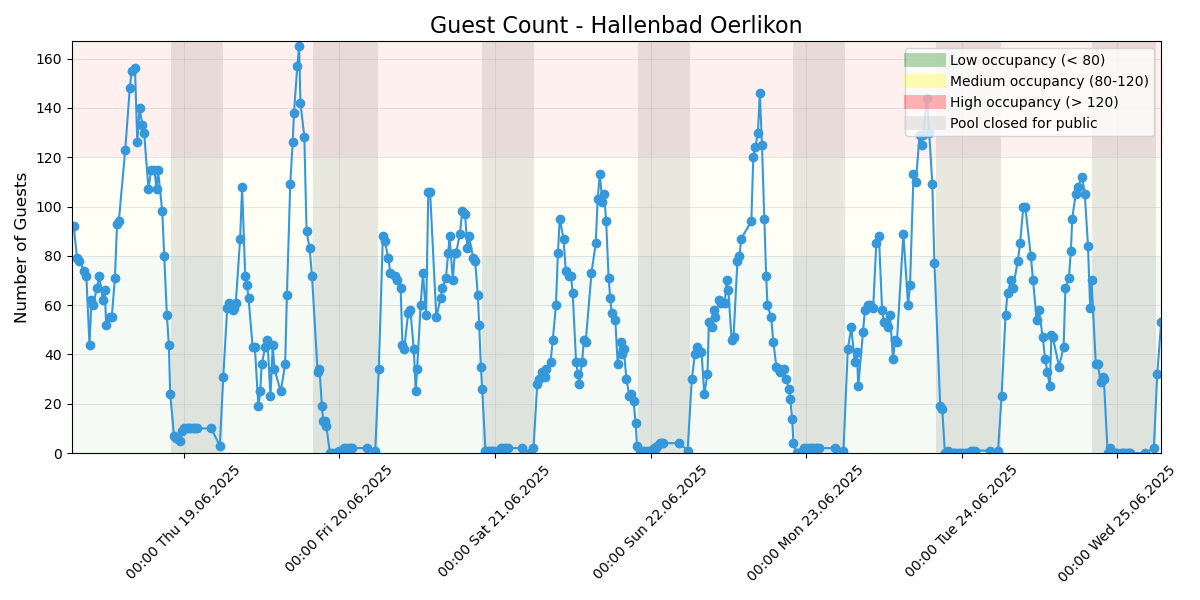 Guest Count - Hallenbad Oerlikon
Low occupancy (< 80)
Medium occupancy (80-120)
High occupancy (> 120)
Pool closed for public
Number of Guests
160
140
120
100
80
60
40
20
0
00:00 Thu 19.06.2025
00:00 Fri 20.06.2025
00:00 Sat 21.06.2025
00:00 Sun 22.06.2025
00:00 Mon 23.06.2025
00:00 Tue 24.06.2025
00:00 Wed 25.06.2025